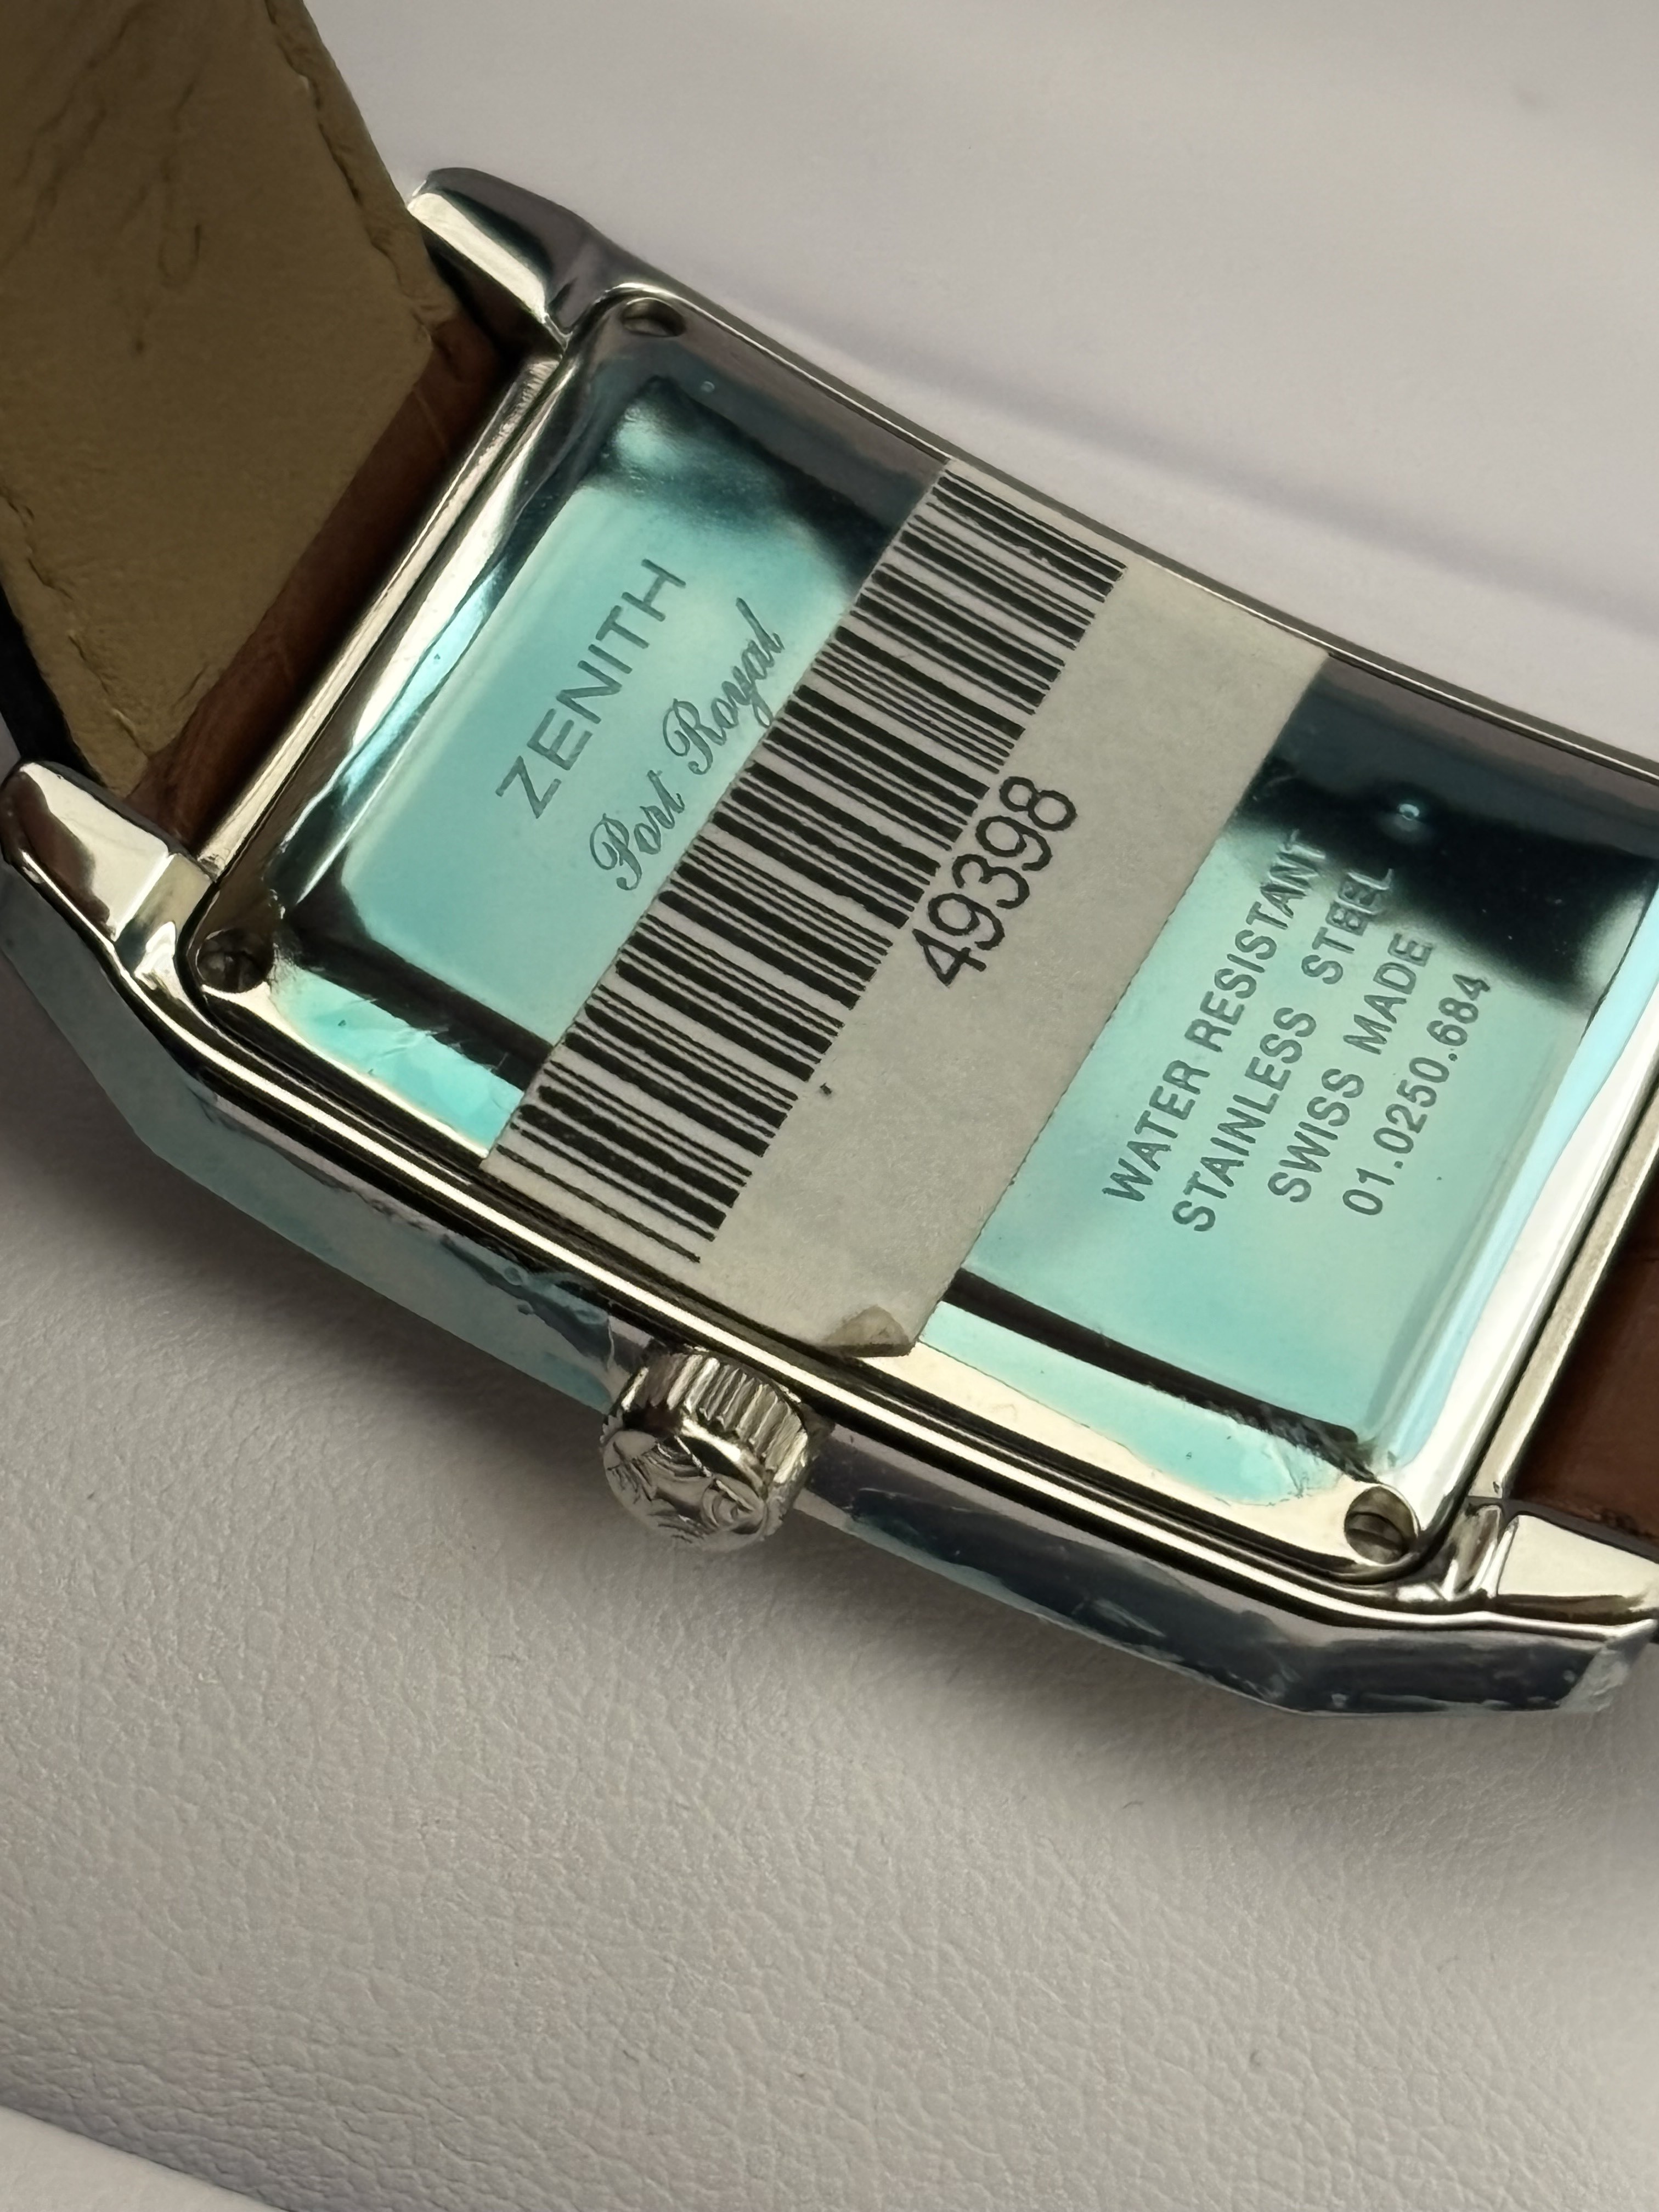 ZENITH
Port Royal
49398
WATER RESISTANT
STAINLESS STEEL
SWISS MADE
01.0250.684